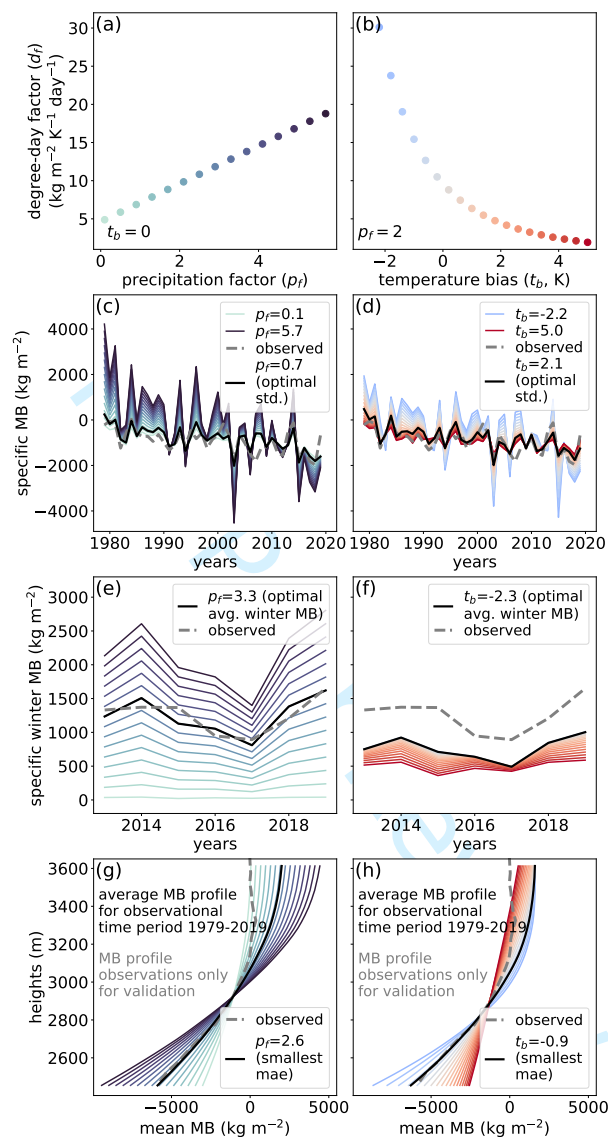 (a)
(b)
degree-day factor (d_f)
(kg m⁻² K⁻¹ day⁻¹)
30
25
20
15
10
5
t_b = 0
p_f = 2
0
2
4
−2
0
2
4
precipitation factor (p_f)
temperature bias (t_b, K)
(c)
p_f=0.1
p_f=5.7
observed
p_f=0.7
(optimal
std.)
(d)
t_b=-2.2
t_b=5.0
observed
t_b=2.1
(optimal
std.)
specific MB (kg m⁻²)
4000
2000
0
−2000
−4000
1980
1990
2000
2010
2020
1980
1990
2000
2010
2020
years
years
(e)
p_f=3.3 (optimal
avg. winter MB)
observed
(f)
t_b=-2.3 (optimal
avg. winter MB)
observed
specific winter MB (kg m⁻²)
3000
2500
2000
1500
1000
500
0
2014
2016
2018
2014
2016
2018
years
years
(g)
average MB profile
for observational
time period 1979-2019
MB profile
observations only
for validation
observed
p_f=2.6
(smallest
mae)
(h)
average MB profile
for observational
time period 1979-2019
MB profile
observations only
for validation
observed
t_b=-0.9
(smallest
mae)
heights (m)
3600
3400
3200
3000
2800
2600
−5000
0
5000
−5000
0
5000
mean MB (kg m⁻²)
mean MB (kg m⁻²)